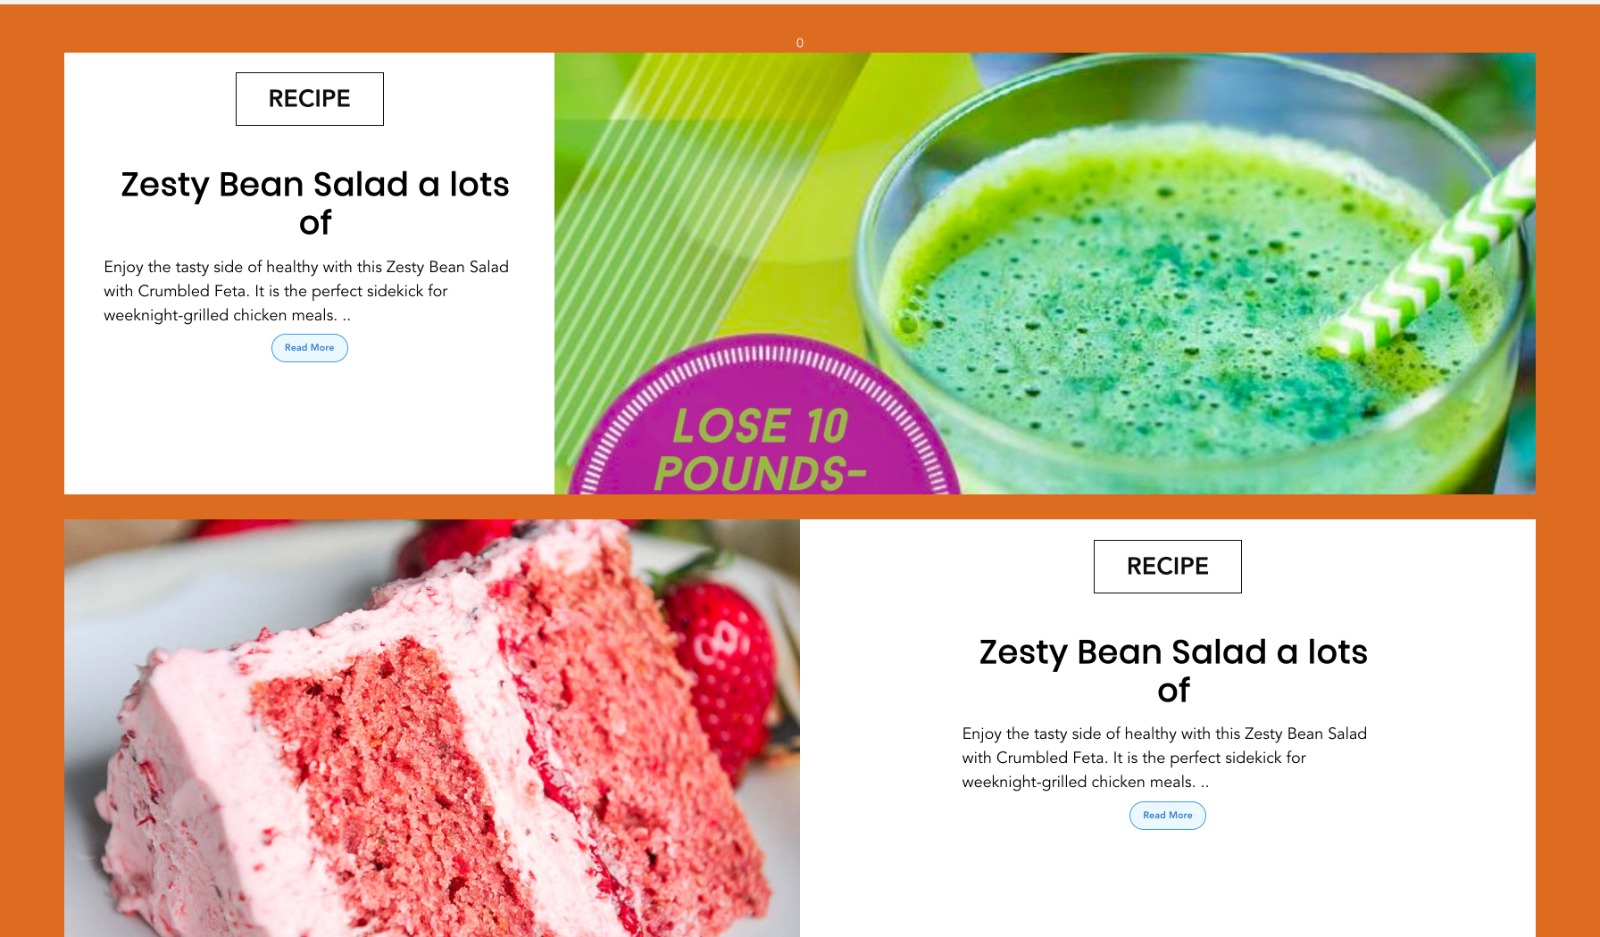 0
RECIPE
Zesty Bean Salad a lots
of
Enjoy the tasty side of healthy with this Zesty Bean Salad
with Crumbled Feta. It is the perfect sidekick for
weeknight-grilled chicken meals. ..
Read More
LOSE 10
POUNDS-
RECIPE
Zesty Bean Salad a lots
of
Enjoy the tasty side of healthy with this Zesty Bean Salad
with Crumbled Feta. It is the perfect sidekick for
weeknight-grilled chicken meals. ..
Read More